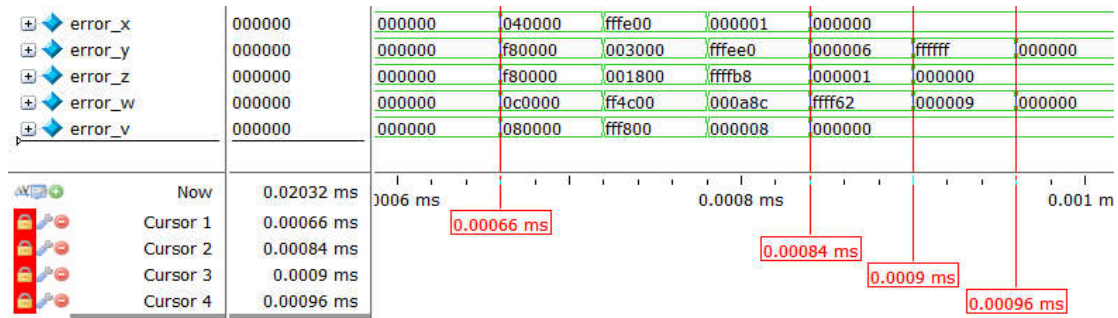 error_x 000000 000000 040000 fffe00 000001 000000
error_y 000000 000000 f80000 003000 fffee0 000006 ffffff 000000
error_z 000000 000000 f80000 001800 ffffb8 000001 000000
error_w 000000 000000 0c0000 ff4c00 000a8c ffff62 000009 000000
error_v 000000 000000 080000 fff800 000008 000000
Now 0.02032 ms 0006 ms 0.0008 ms 0.001 m
Cursor 1 0.00066 ms 0.00066 ms
Cursor 2 0.00084 ms 0.00084 ms
Cursor 3 0.0009 ms 0.0009 ms
Cursor 4 0.00096 ms 0.00096 ms